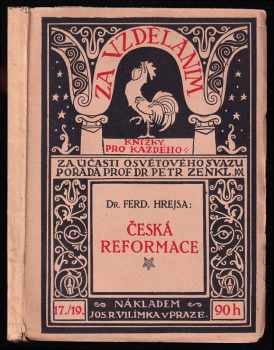 ZA VZDĚLÁNÍM
KNÍŽKY
PRO KAŽDÉHO
ZA ÚČASTI OSVĚTOVÉHO SVAZU
POŘÁDÁ PROF. DR. PETR ZENKL
DR. FERD. HREJSA:
ČESKÁ
REFORMACE
17./19.
NÁKLADEM
JOS. R. VILÍMKA V PRAZE.
90 h